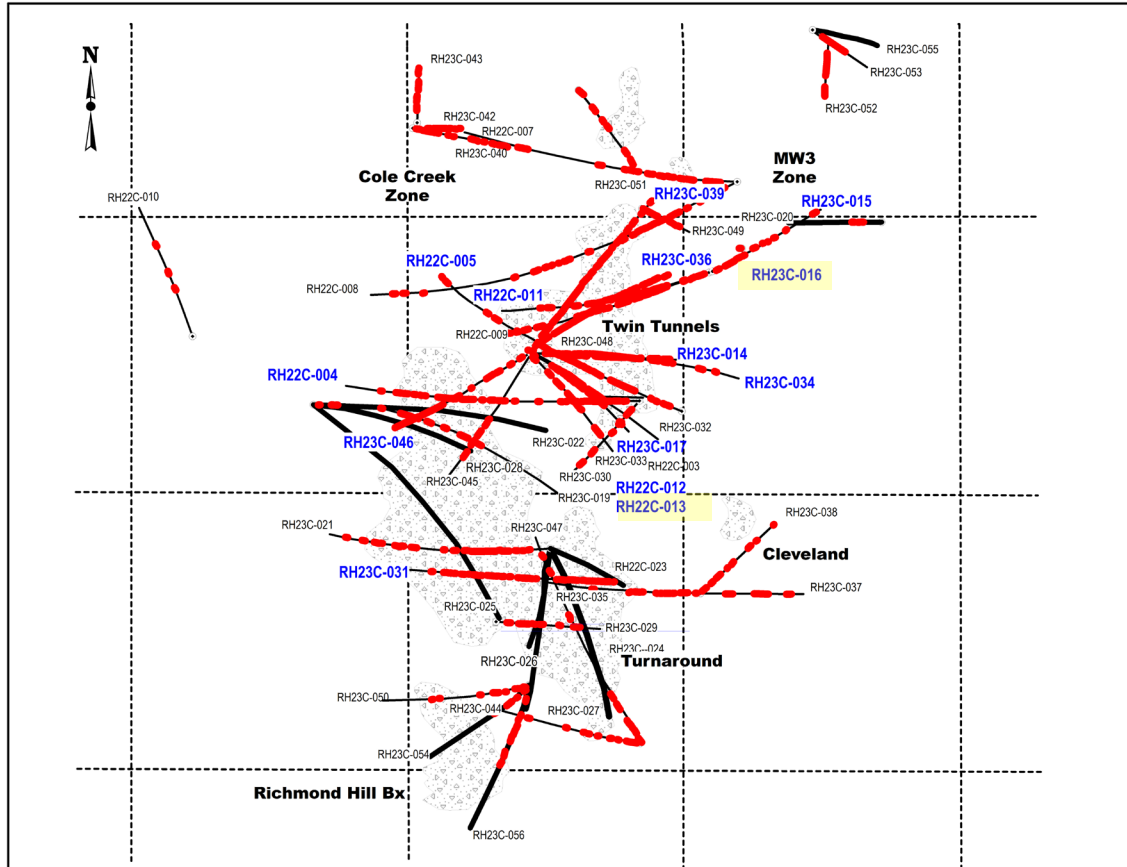 N
RH23C-043
RH23C-055
RH23C-053
RH23C-052
RH23C-042
RH22C-007
RH23C-040
MW3
Zone
Cole Creek
Zone
RH23C-051
RH22C-010
RH23C-039
RH23C-015
RH23C-020
RH23C-049
RH22C-005
RH23C-036
RH23C-016
RH22C-008
RH22C-011
Twin Tunnels
RH22C-009
RH23C-048
RH23C-014
RH22C-004
RH23C-034
RH23C-032
RH23C-046
RH23C-022
RH23C-017
RH23C-033
RH22C-003
RH23C-028
RH23C-045
RH23C-030
RH22C-012
RH23C-019
RH22C-013
RH23C-038
RH23C-021
RH23C-047
Cleveland
RH23C-031
RH22C-023
RH23C-037
RH23C-035
RH23C-025
RH23C-029
RH23C--024
RH23C-026
Turnaround
RH23C-050
RH23C-044
RH23C-027
RH23C-054
Richmond Hill Bx
RH23C-056